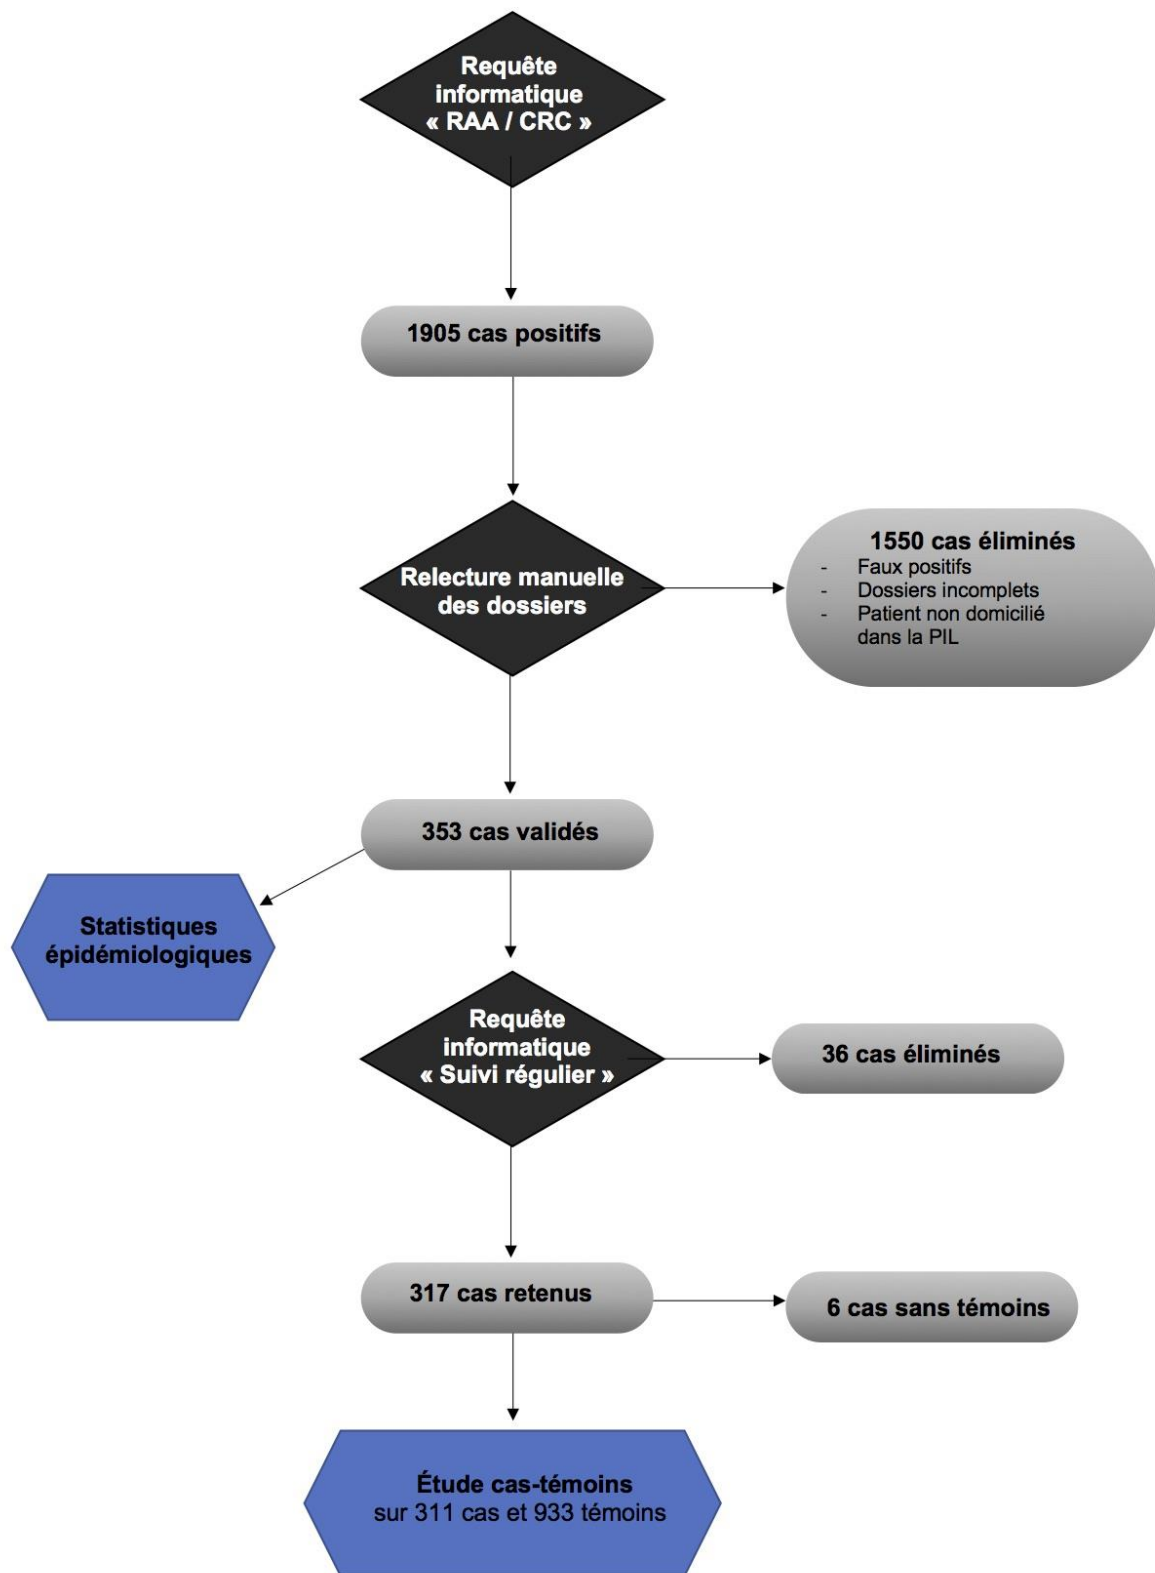 Requête
informatique
« RAA / CRC »
1905 cas positifs
Relecture manuelle
des dossiers
1550 cas éliminés
- Faux positifs
- Dossiers incomplets
- Patient non domicilié
dans la PIL
353 cas validés
Statistiques
épidémiologiques
Requête
informatique
« Suivi régulier »
36 cas éliminés
317 cas retenus
6 cas sans témoins
Étude cas-témoins
sur 311 cas et 933 témoins